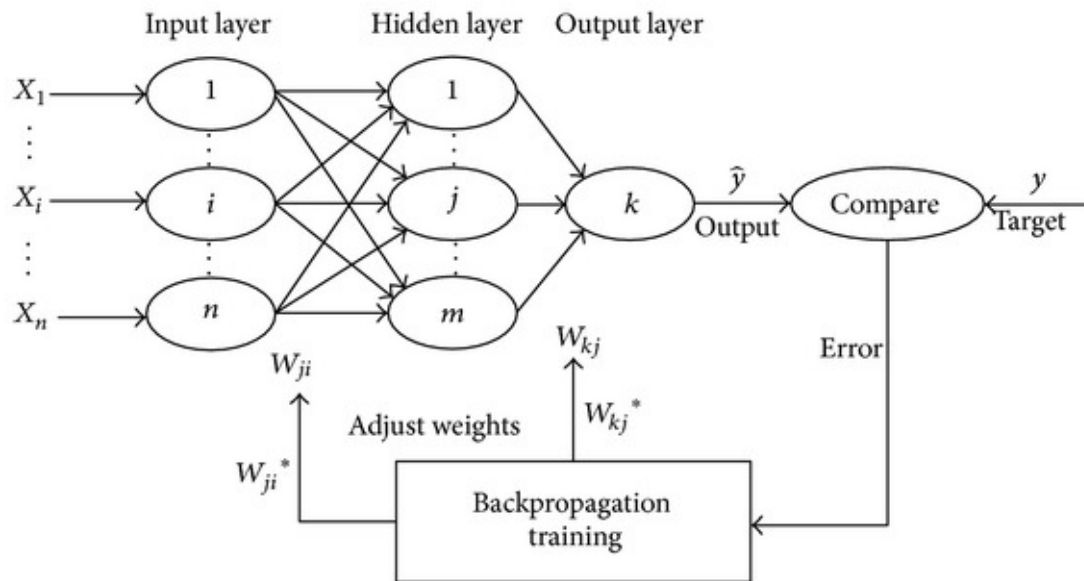 Input layer
Hidden layer
Output layer
X₁
1
1
Xᵢ
i
j
k
ŷ
Output
Compare
y
Target
Xₙ
n
m
Wⱼᵢ
Wₖⱼ
Error
Adjust weights
Wⱼᵢ*
Wₖⱼ*
Backpropagation
training